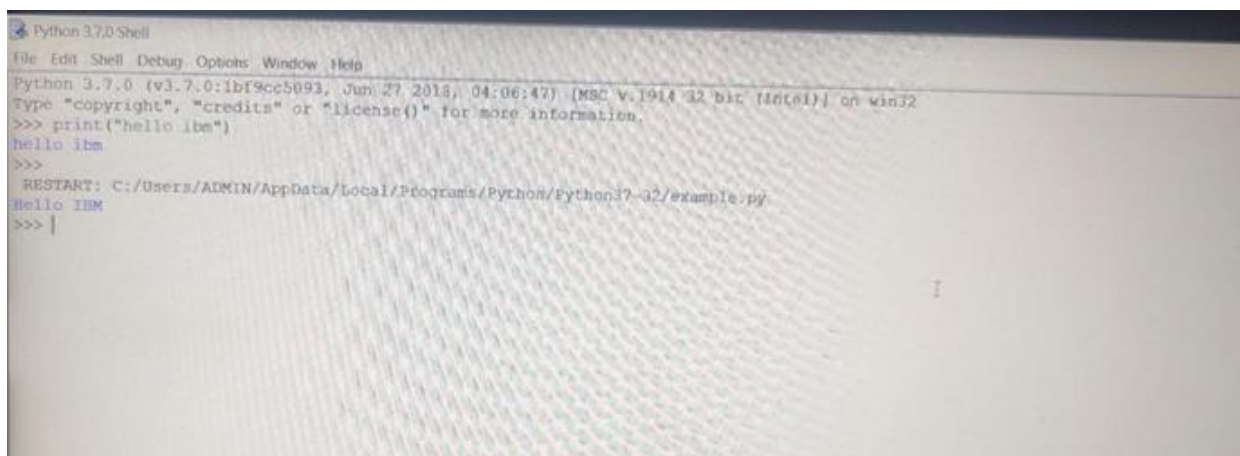 Python 3.7.0 Shell
File Edit Shell Debug Options Window Help
Python 3.7.0 (v3.7.0:1bf9cc5093, Jun 27 2018, 04:06:47) [MSC v.1914 32 bit (Intel)] on win32
Type "copyright", "credits" or "license()" for more information.
>>> print("hello ibm")
hello ibm
>>>
RESTART: C:/Users/ADMIN/AppData/Local/Programs/Python/Python37-32/example.py
Hello IBM
>>>